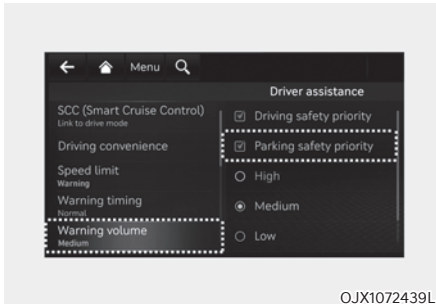 Menu
Driver assistance
SCC (Smart Cruise Control)
Link to drive mode
Driving convenience
Speed limit
Warning
Warning timing
Normal
Warning volume
Medium
Driving safety priority
Parking safety priority
High
Medium
Low
OJX1072439L